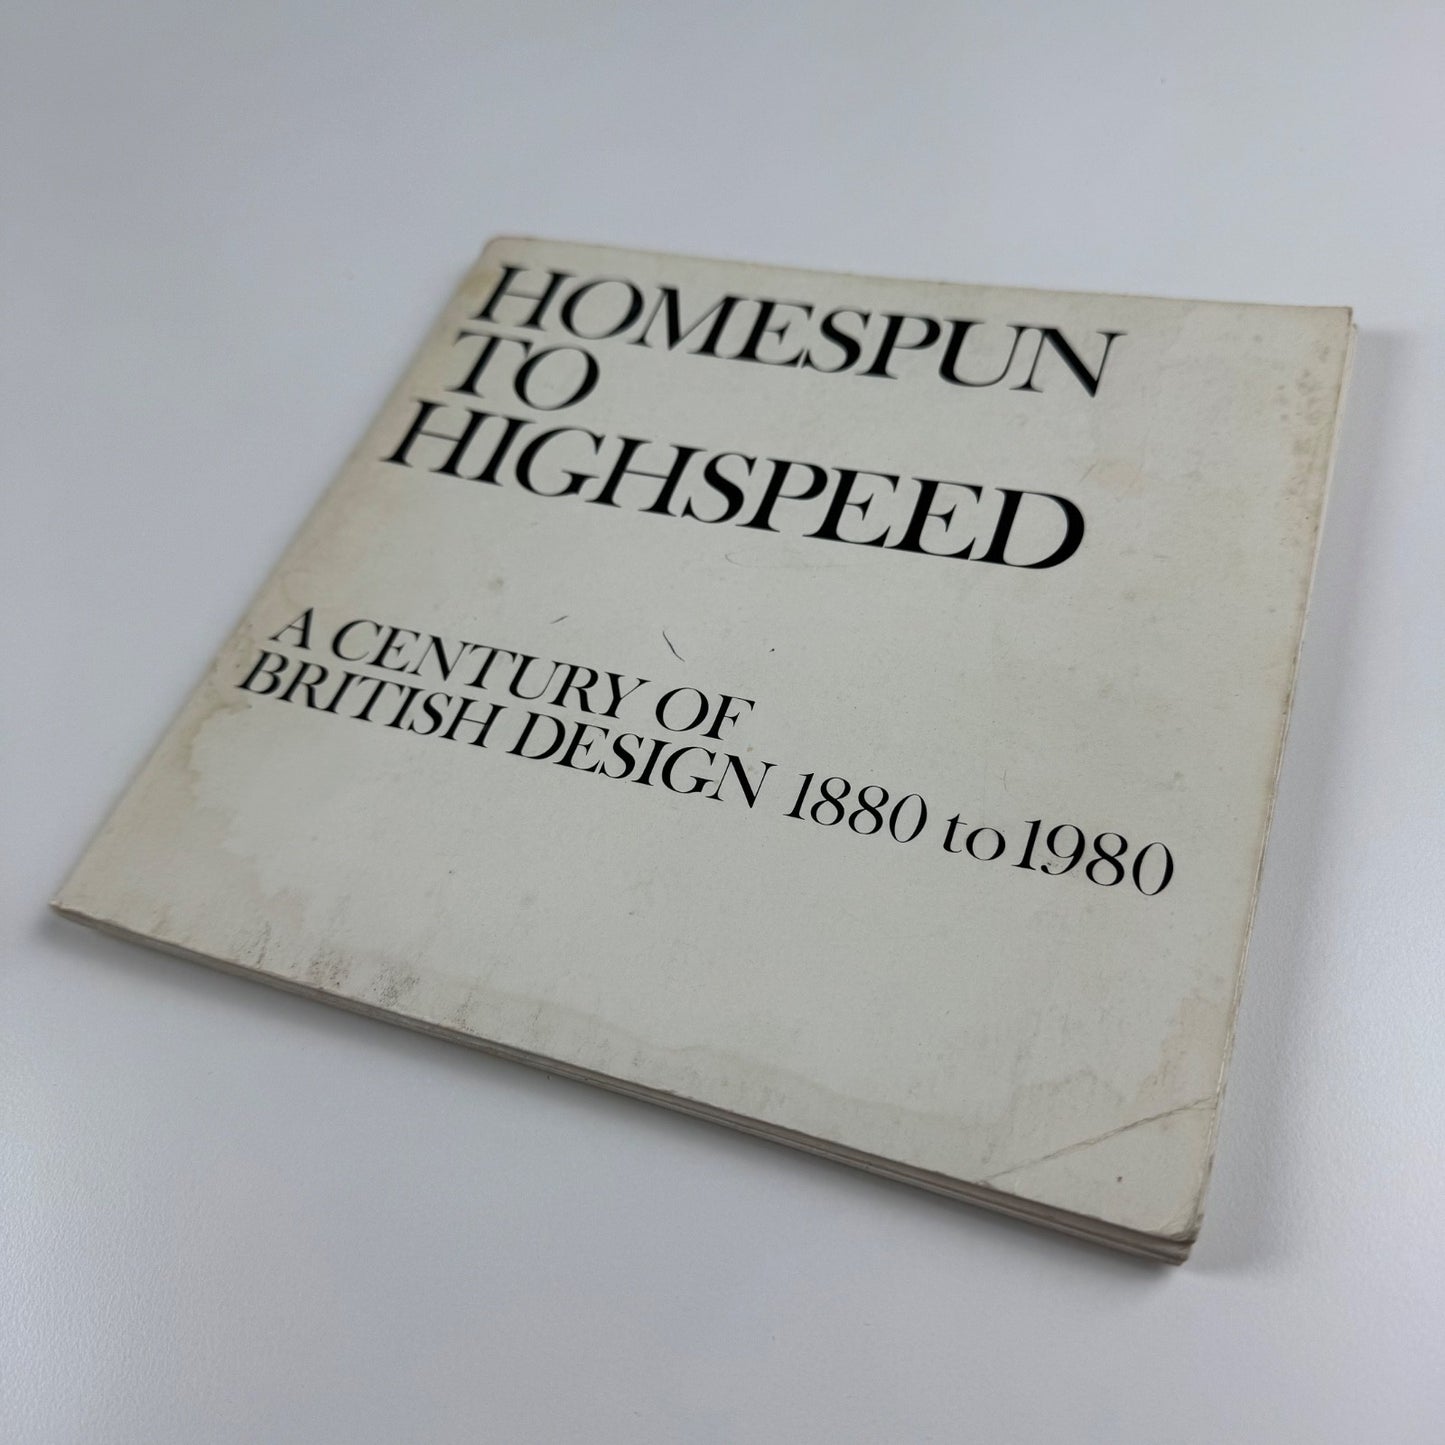 HOMESPUN
TO
HIGHSPEED
A CENTURY OF
BRITISH DESIGN 1880 to 1980